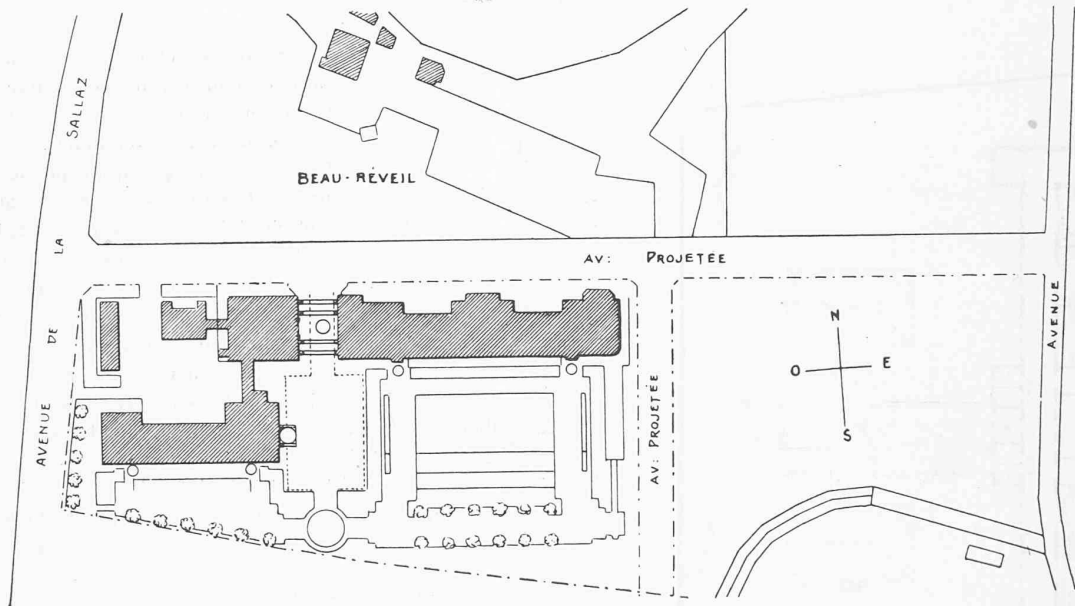 AVENUE DE LA SALLAZ
BEAU-RÉVEIL
AV: PROJETÉE
AV: PROJETÉE
AVENUE
N
O E
S